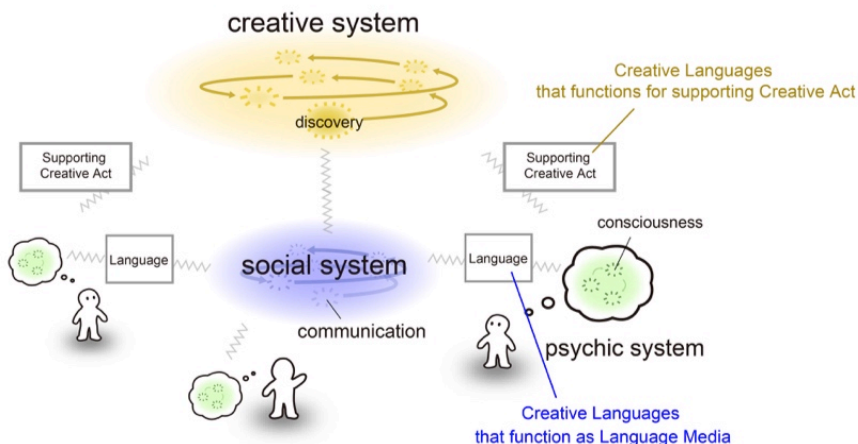 creative system
Creative Languages
that functions for supporting Creative Act
discovery
Supporting
Creative Act
Supporting
Creative Act
consciousness
Language
social system
Language
communication
psychic system
Creative Languages
that function as Language Media